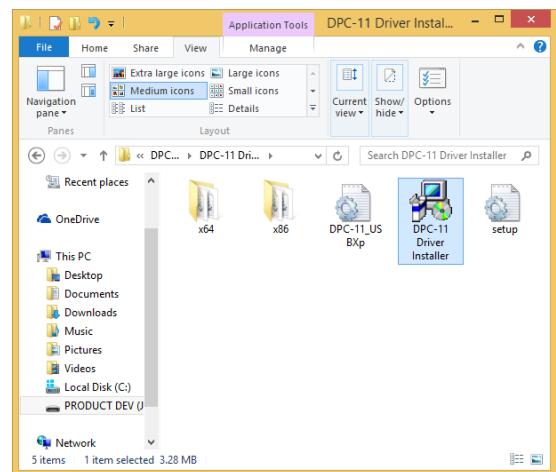 Application Tools
DPC-11 Driver Instal...
File
Home
Share
View
Manage
Navigation
pane
Extra large icons
Large icons
Medium icons
Small icons
List
Details
Current
view
Show/
hide
Options
Panes
Layout
« DPC...
DPC-11 Dri...
Search DPC-11 Driver Installer
Recent places
OneDrive
This PC
Desktop
Documents
Downloads
Music
Pictures
Videos
Local Disk (C:)
PRODUCT DEV (J
Network
x64
x86
DPC-11_US
BXp
DPC-11
Driver
Installer
setup
5 items
1 item selected 3.28 MB